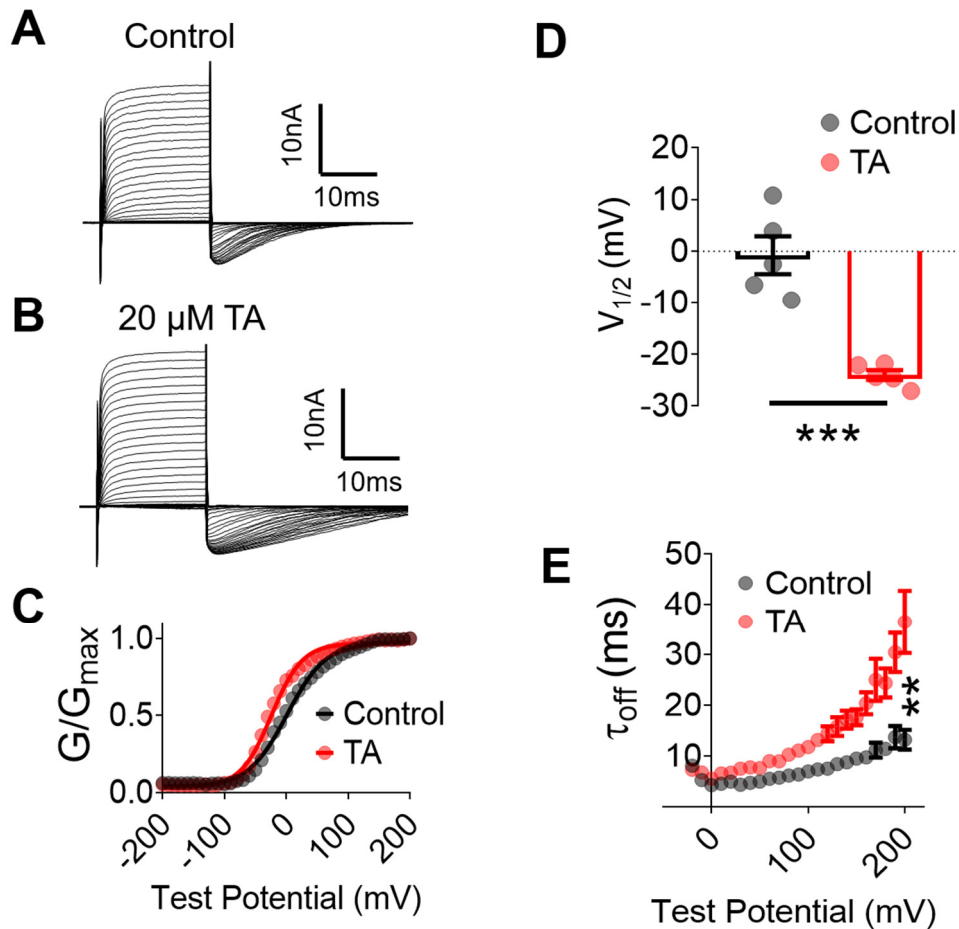 A
Control
10nA
10ms
B
20 µM TA
10nA
10ms
C
G/Gmax
1.0
0.5
0.0
Control
TA
-200
-100
0
100
200
Test Potential (mV)
D
Control
TA
V1/2 (mV)
20
10
0
-10
-20
-30
***
E
Control
TA
τoff (ms)
50
40
30
20
10
**
0
100
200
Test Potential (mV)